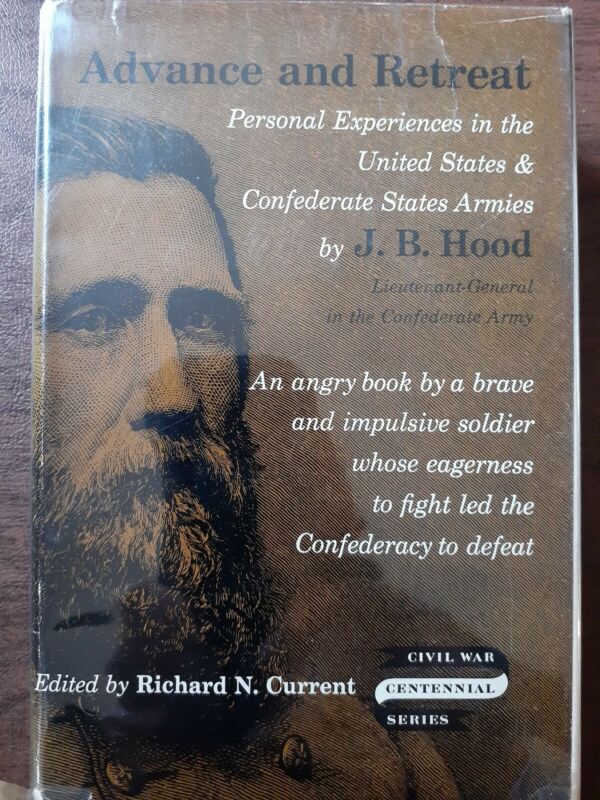 Advance and Retreat
Personal Experiences in the
United States &
Confederate States Armies
by J. B. Hood
Lieutenant-General
in the Confederate Army
An angry book by a brave
and impulsive soldier
whose eagerness
to fight led the
Confederacy to defeat
Edited by Richard N. Current
CIVIL WAR
CENTENNIAL
SERIES